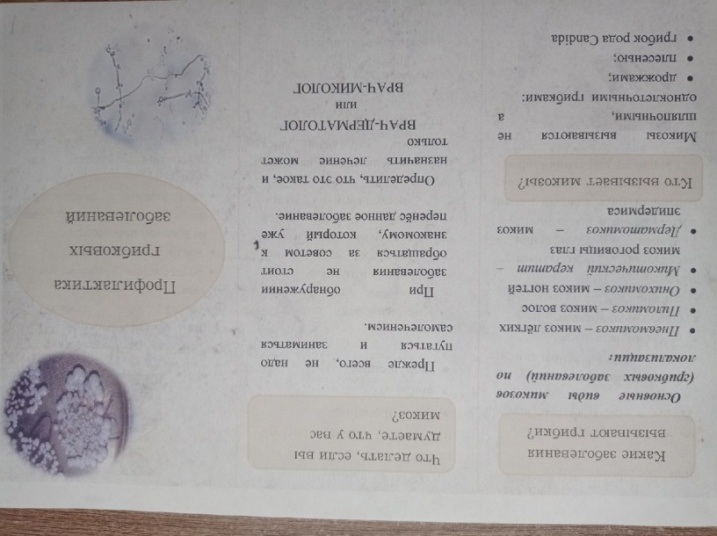 Какие заболевания
вызывают грибки?
Основные виды микозов
(грибковых заболеваний) по
локализации:
• Пневмомикоз – микоз лёгких
• Пиломикоз – микоз волос
• Онихомикоз – микоз ногтей
• Микотический кератит –
микоз роговицы глаз
• Дерматомикоз – микоз
эпидермиса
Кто вызывает микозы?
Микозы вызываются не
шляпочными, а
одноклеточными грибками:
• дрожжами;
• плесенью;
• грибок рода Candida
Что делать, если вы
думаете, что у вас
микоз?
Прежде всего, не надо
пугаться и заниматься
самолечением.
При обнаружении
заболевания не стоит
обращаться за советом к
знакомому, который уже
перенёс данное заболевание.
Определить, что это такое, и
назначить лечение может
только
ВРАЧ-ДЕРМАТОЛОГ
или
ВРАЧ-МИКОЛОГ
Профилактика
грибковых
заболеваний